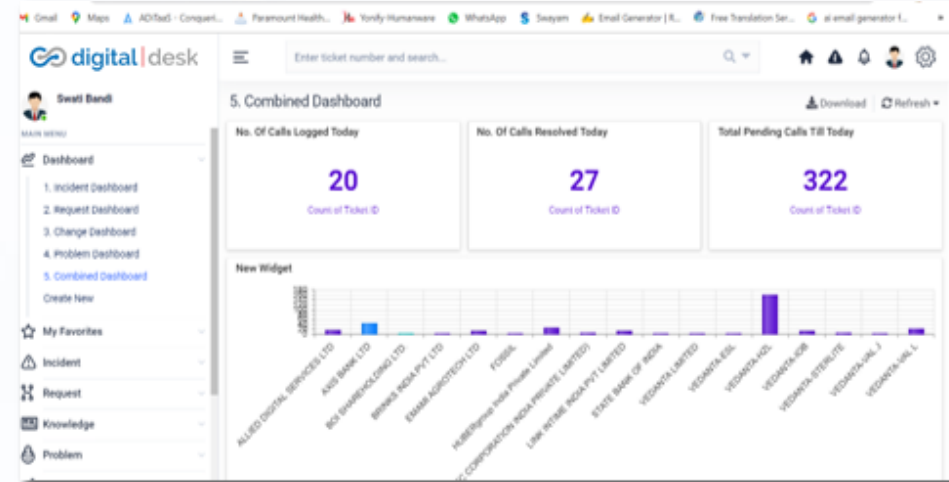 Gmail Maps ADiTaaS - Conqueri... Paramount Health... Yonify Humanware WhatsApp Swayam Email Generator | R... Free Translation Ser... ai email generator f...
digital|desk
Enter ticket number and search...
Swati Bandi
MAIN MENU
Dashboard
1. Incident Dashboard
2. Request Dashboard
3. Change Dashboard
4. Problem Dashboard
5. Combined Dashboard
Create New
My Favorites
Incident
Request
Knowledge
Problem
5. Combined Dashboard
Download Refresh
No. Of Calls Logged Today
20
Count of Ticket ID
No. Of Calls Resolved Today
27
Count of Ticket ID
Total Pending Calls Till Today
322
Count of Ticket ID
New Widget
ALLIED DIGITAL SERVICES LTD
AXIS BANK LTD
BOI SHAREHOLDING LTD
BRINKS INDIA PVT LTD
EMAMI AGROTECH LTD
FOSSIL
HUBERgroup India Private Limited
CORPORATION INDIA PRIVATE LIMITED)
LINK INTIME INDIA PVT LIMITED
STATE BANK OF INDIA
VEDANTA LIMITED
VEDANTA-ESL
VEDANTA-HZL
VEDANTA-IOB
VEDANTA-STERLITE
VEDANTA-VAL J
VEDANTA-VAL L